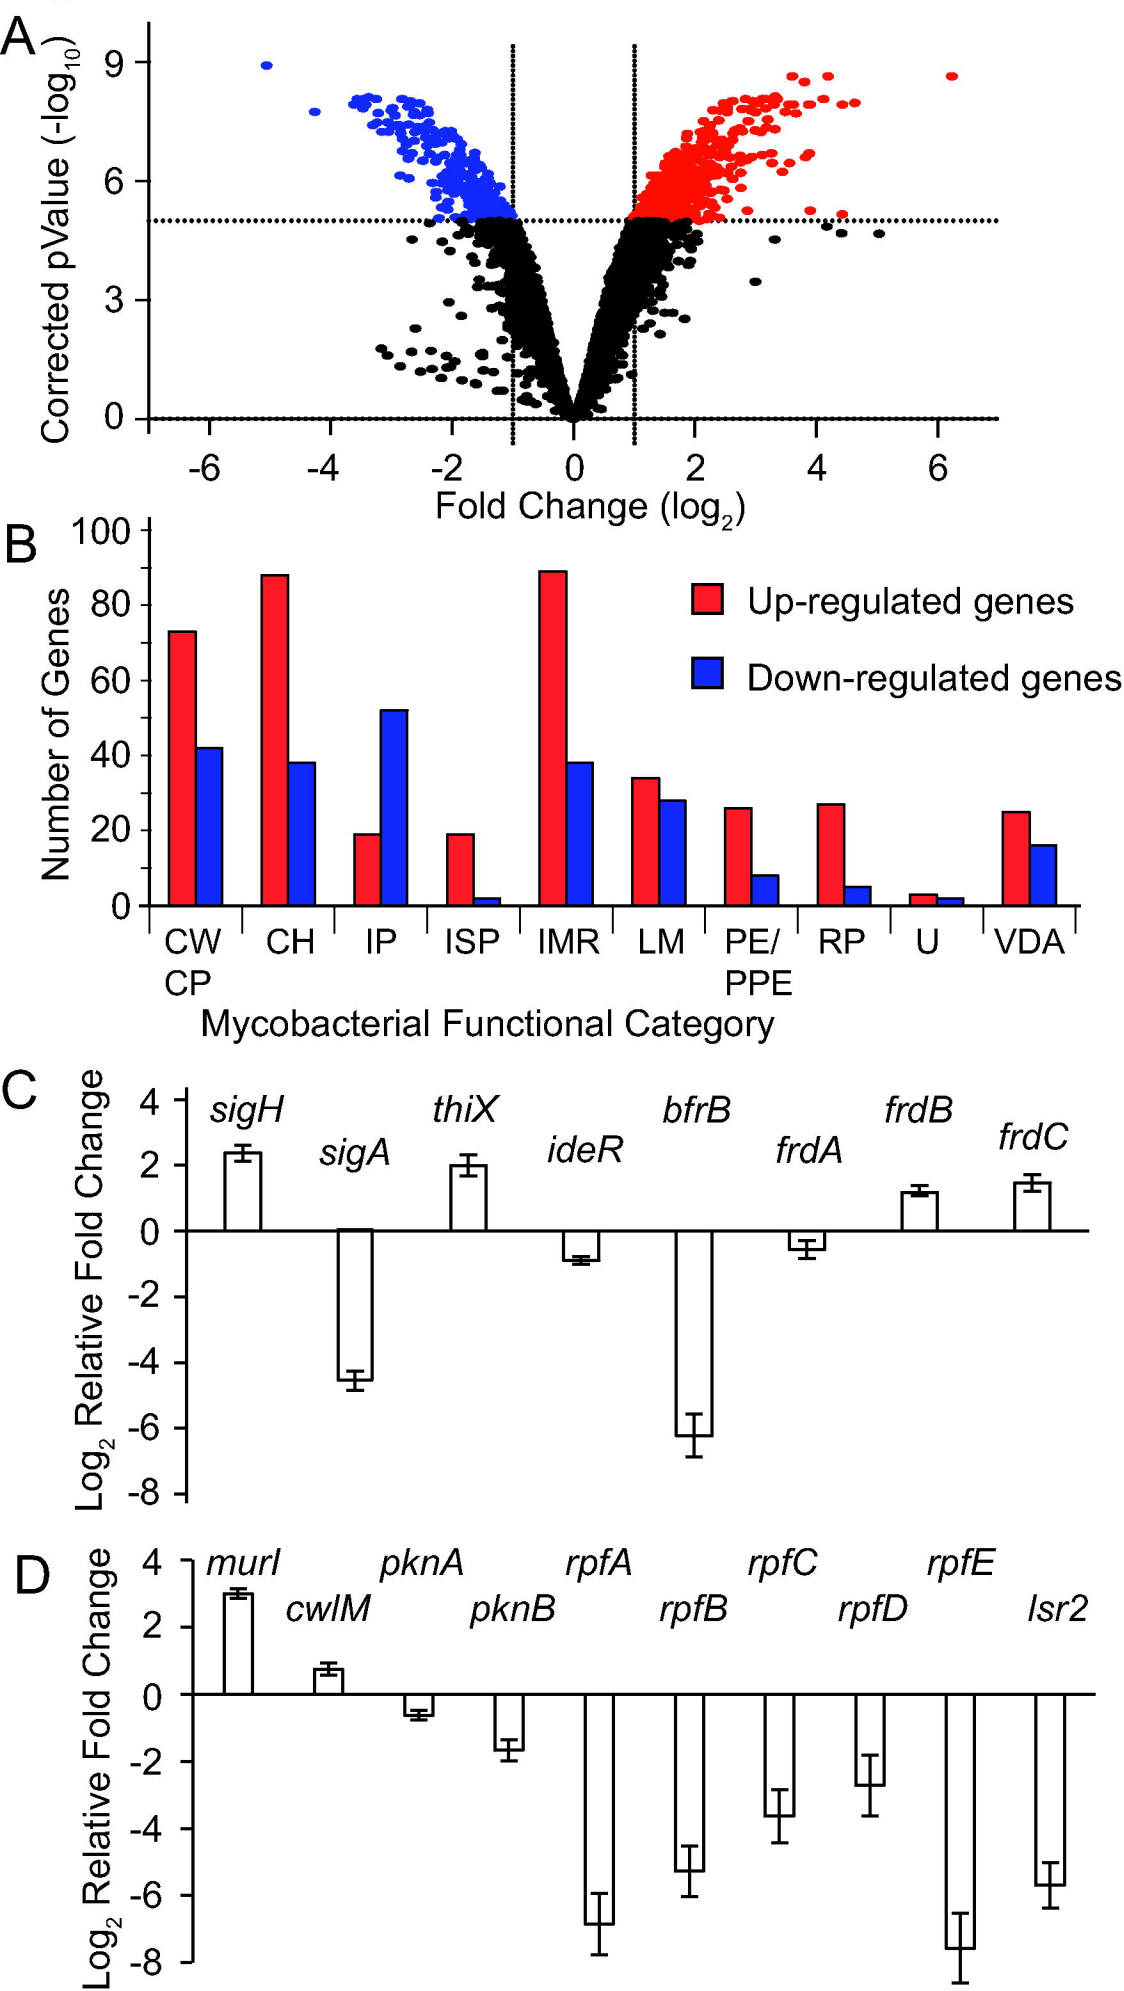 A
Corrected pValue (-log10)
9
6
3
0
-6 -4 -2 0 2 4 6
Fold Change (log2)
B
Number of Genes
100
80
60
40
20
0
Up-regulated genes
Down-regulated genes
CW CP CH IP ISP IMR LM PE/ PPE RP U VDA
Mycobacterial Functional Category
C
Log2 Relative Fold Change
4
2
0
-2
-4
-6
-8
sigH sigA thiX ideR bfrB frdA frdB frdC
D
Log2 Relative Fold Change
4
2
0
-2
-4
-6
-8
murI cwlM pknA pknB rpfA rpfB rpfC rpfD rpfE lsr2